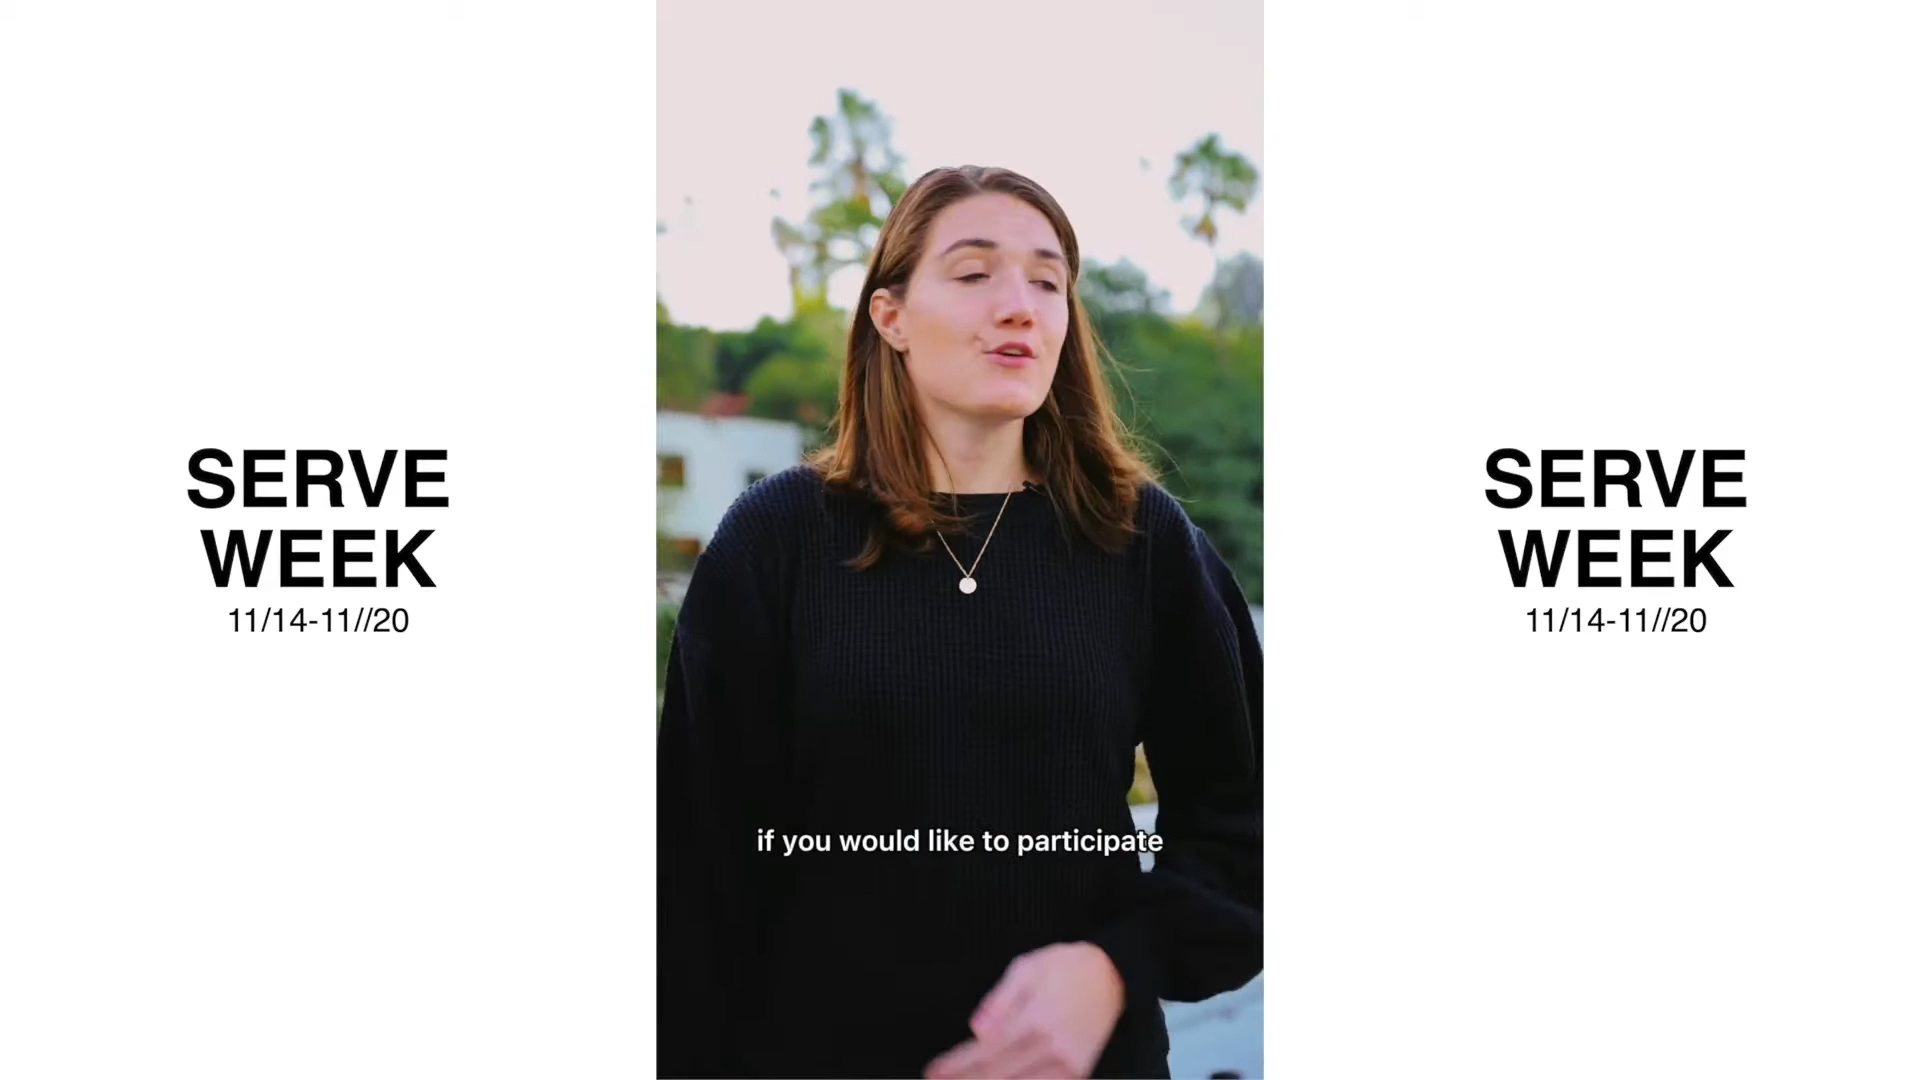 SERVE
WEEK
11/14-11//20
if you would like to participate
SERVE
WEEK
11/14-11//20